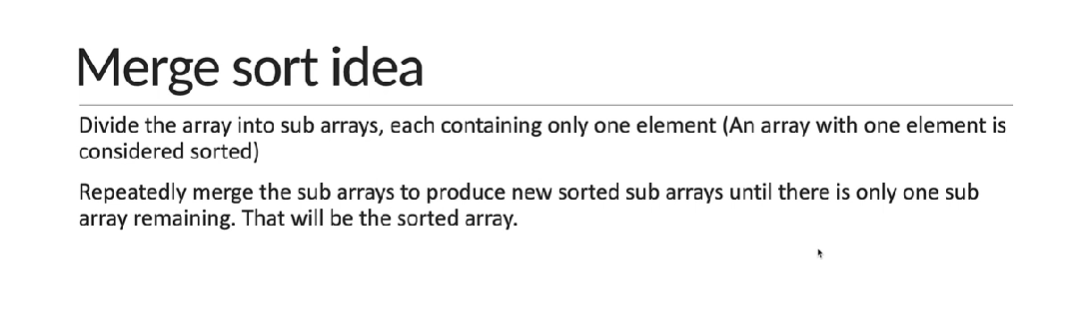 Merge sort idea
Divide the array into sub arrays, each containing only one element (An array with one element is
considered sorted)
Repeatedly merge the sub arrays to produce new sorted sub arrays until there is only one sub
array remaining. That will be the sorted array.